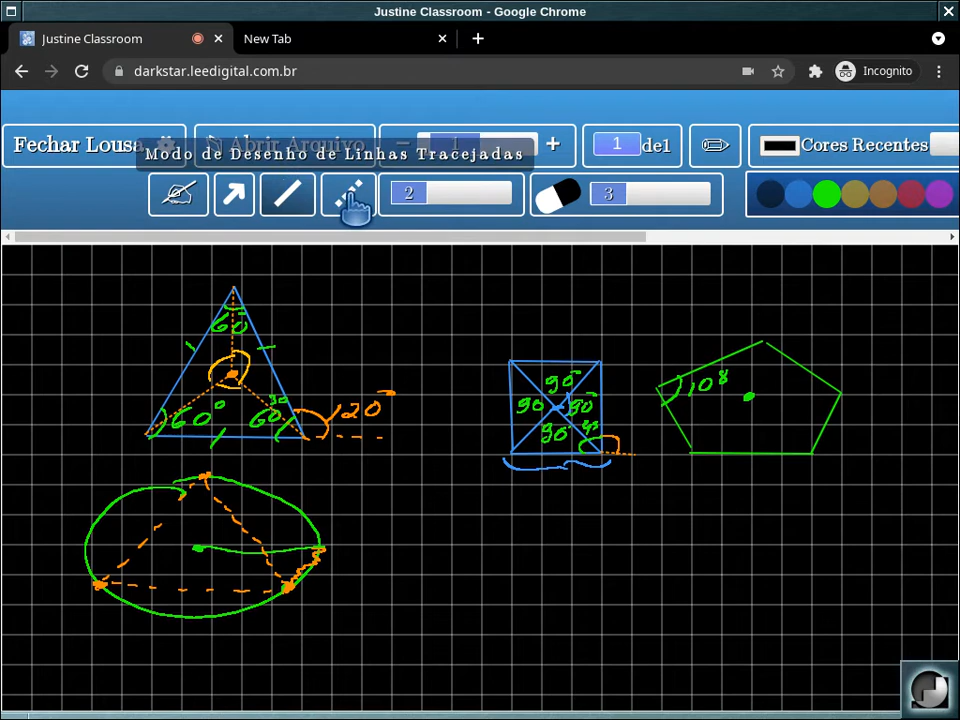 Justine Classroom - Google Chrome
Justine Classroom
New Tab
darkstar.leedigital.com.br
Incognito
Fechar Lousa
Abrir Arquivo
1
1 de1
Cores Recentes
Modo de Desenho de Linhas Tracejadas
2
3
60
60°
30
60
120
90
90
90
90
108